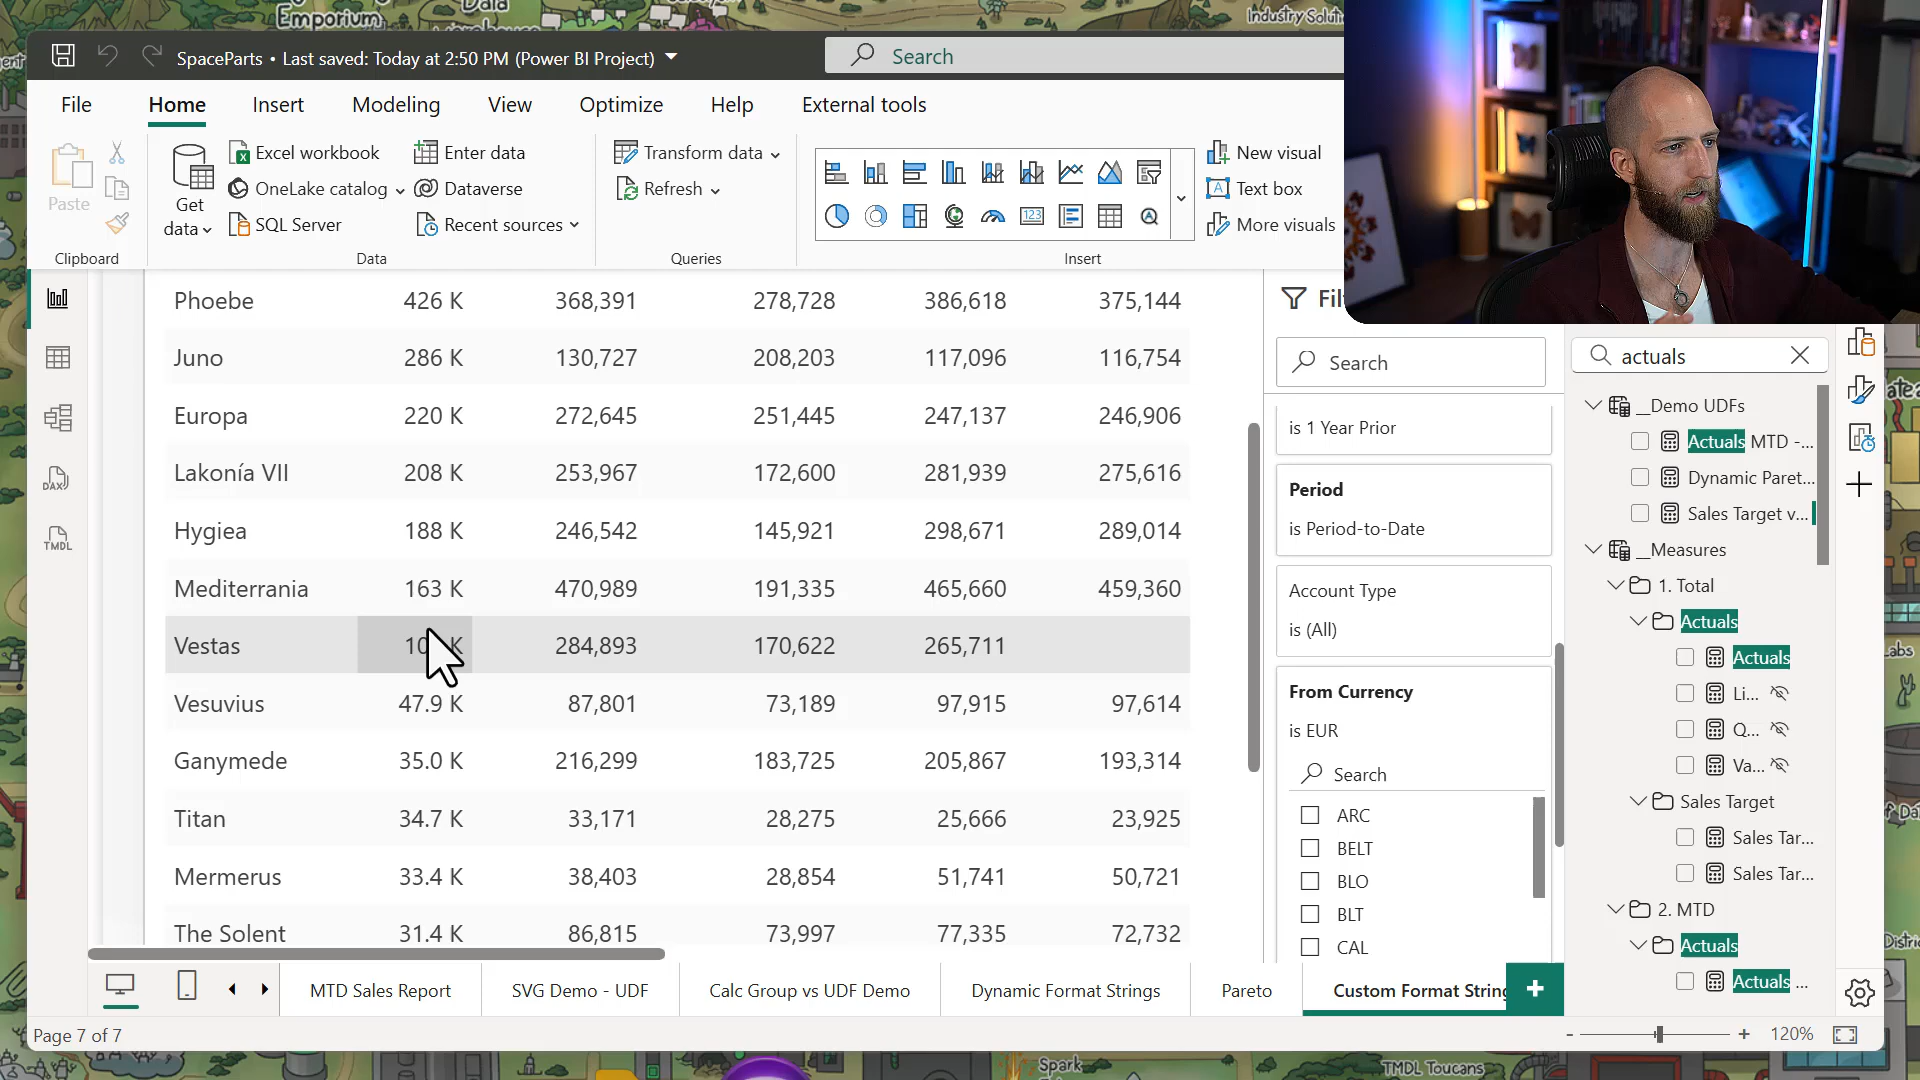 Emporium
Data
Industry Solu
SpaceParts • Last saved: Today at 2:50 PM (Power BI Project)
Search
File
Home
Insert
Modeling
View
Optimize
Help
External tools
Paste
Clipboard
Get data
Excel workbook
OneLake catalog
SQL Server
Enter data
Dataverse
Recent sources
Data
Transform data
Refresh
Queries
New visual
Text box
More visuals
Insert
Phoebe 426 K 368,391 278,728 386,618 375,144
Juno 286 K 130,727 208,203 117,096 116,754
Europa 220 K 272,645 251,445 247,137 246,906
Lakonía VII 208 K 253,967 172,600 281,939 275,616
Hygiea 188 K 246,542 145,921 298,671 289,014
Mediterrania 163 K 470,989 191,335 465,660 459,360
Vestas K 284,893 170,622 265,711
Vesuvius 47.9 K 87,801 73,189 97,915 97,614
Ganymede 35.0 K 216,299 183,725 205,867 193,314
Titan 34.7 K 33,171 28,275 25,666 23,925
Mermerus 33.4 K 38,403 28,854 51,741 50,721
The Solent 31.4 K 86,815 73,997 77,335 72,732
DAX
TMDL
Fil
Search
is 1 Year Prior
Period
is Period-to-Date
Account Type
is (All)
From Currency
is EUR
Search
ARC
BELT
BLO
BLT
CAL
actuals
__Demo UDFs
Actuals MTD -...
Dynamic Paret...
Sales Target v...
__Measures
1. Total
Actuals
Actuals
Li...
Q...
Va...
Sales Target
Sales Tar...
Sales Tar...
2. MTD
Actuals
Actuals ...
MTD Sales Report
SVG Demo - UDF
Calc Group vs UDF Demo
Dynamic Format Strings
Pareto
Custom Format String
Page 7 of 7
- + 120%
Spark
TMDL Toucans